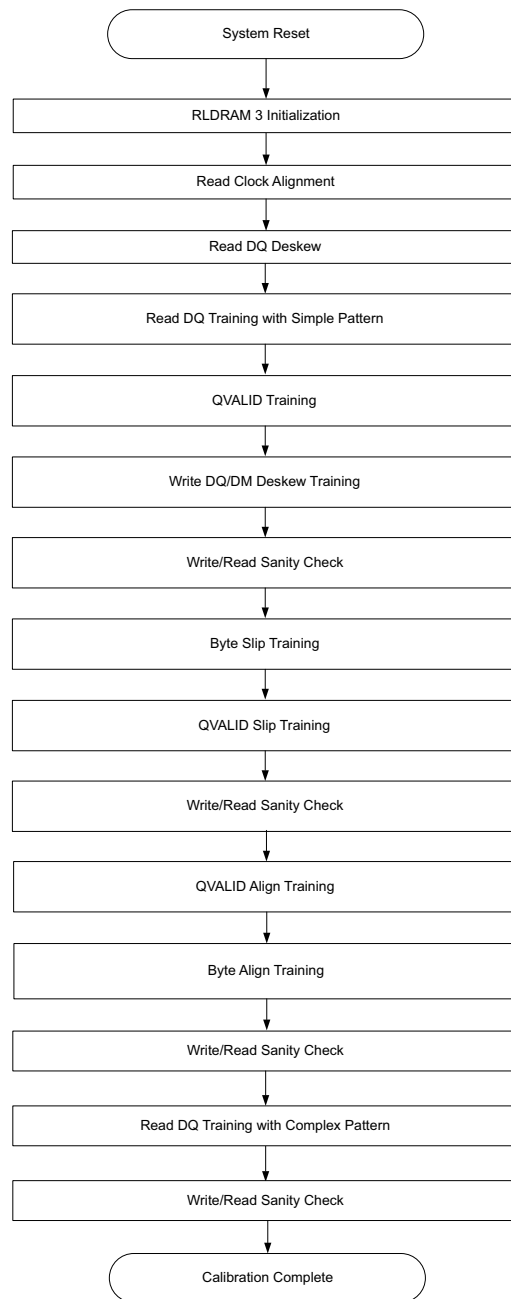 System Reset
RLDRAM 3 Initialization
Read Clock Alignment
Read DQ Deskew
Read DQ Training with Simple Pattern
QVALID Training
Write DQ/DM Deskew Training
Write/Read Sanity Check
Byte Slip Training
QVALID Slip Training
Write/Read Sanity Check
QVALID Align Training
Byte Align Training
Write/Read Sanity Check
Read DQ Training with Complex Pattern
Write/Read Sanity Check
Calibration Complete